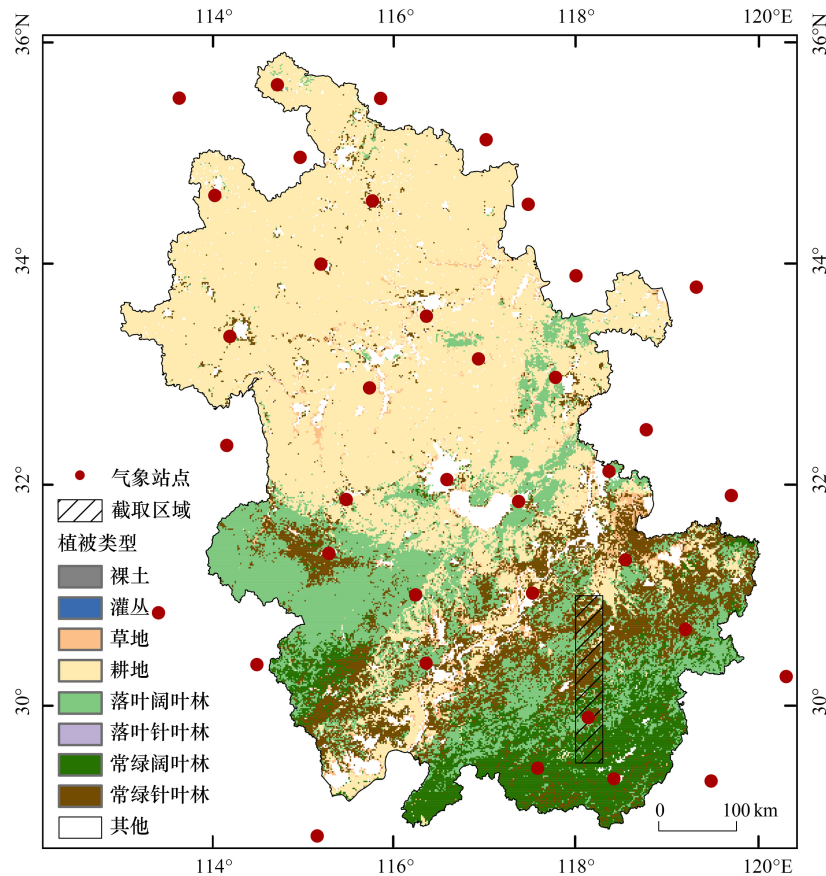 114° 116° 118° 120°E
36°N 36°N
34° 34°
32° 32°
气象站点
截取区域
植被类型
裸土
灌丛
草地
耕地
30° 30°
落叶阔叶林
落叶针叶林
常绿阔叶林
常绿针叶林
其他
0 100 km
114° 116° 118° 120°E